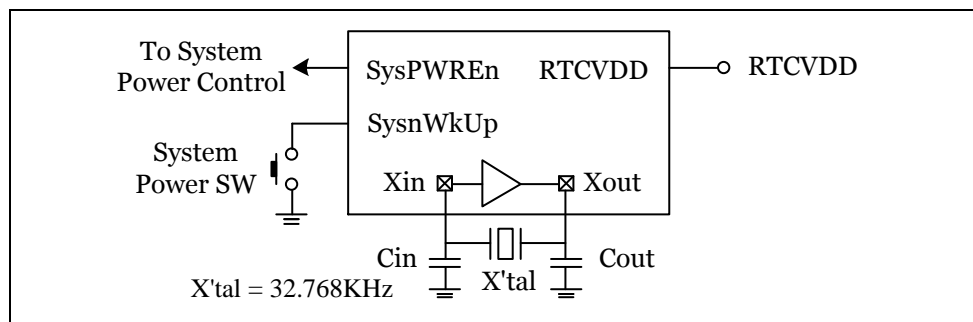 To System
Power Control
SysPWREn
RTCVDD
RTCVDD
SysnWkUp
System
Power SW
Xin
Xout
Cin
X'tal
Cout
X'tal = 32.768KHz